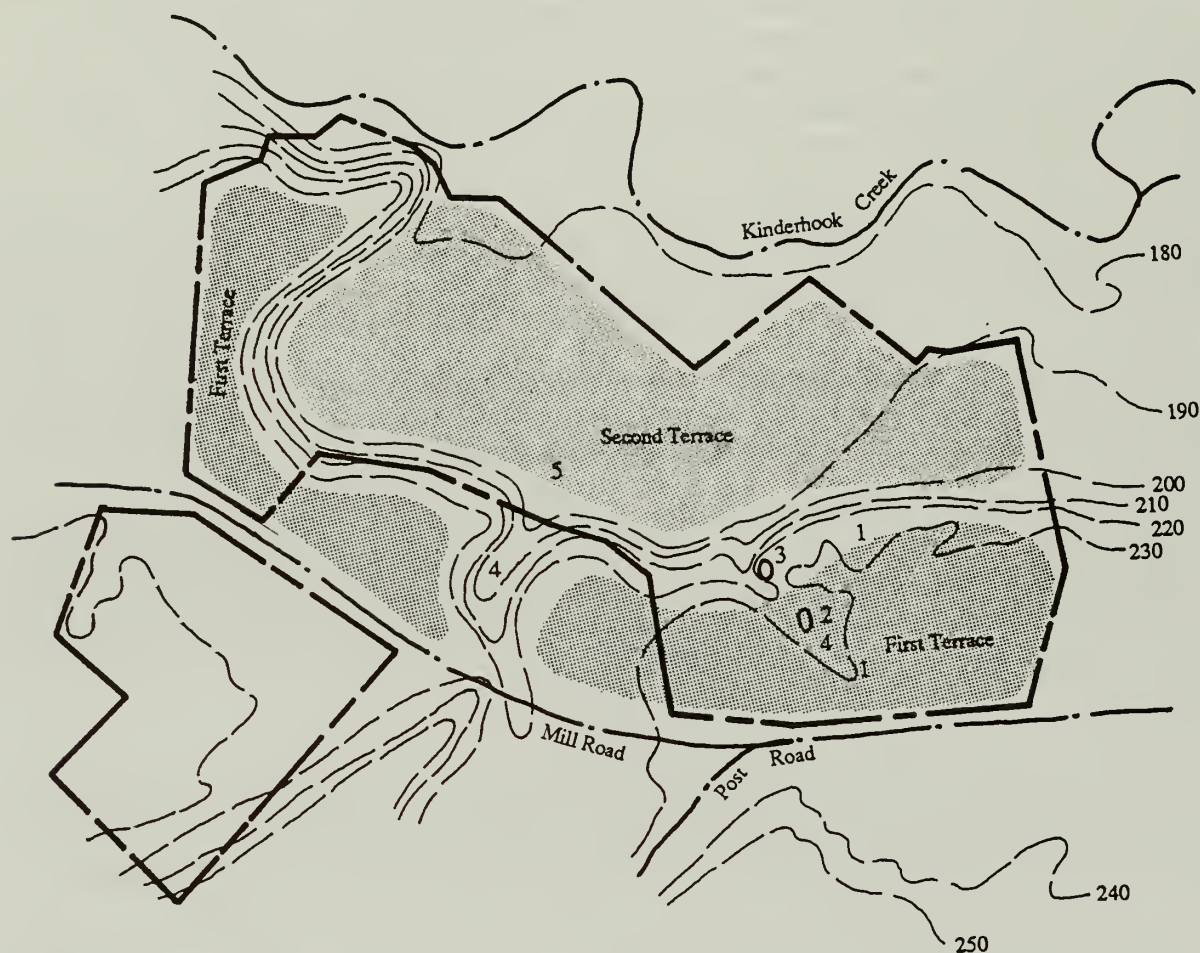 Kinderhook Creek
180
First Terrace
190
Second Terrace
5
200
210
220
230
1
3
4
2
4
First Terrace
1
Mill Road
Post Road
240
250